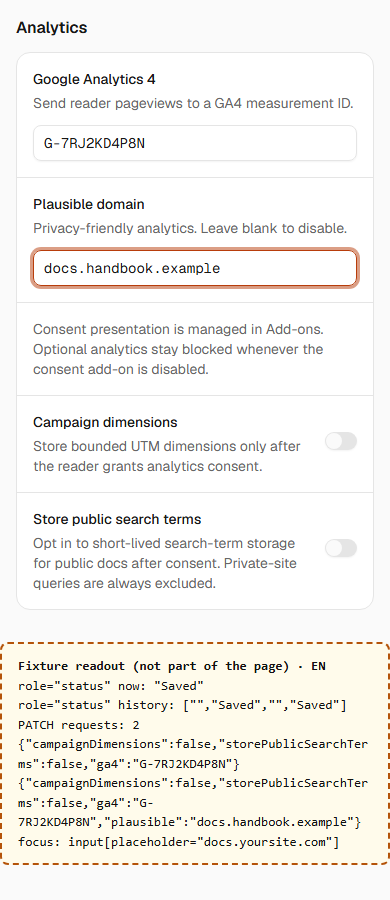 Analytics
Google Analytics 4
Send reader pageviews to a GA4 measurement ID.
G-7RJ2KD4P8N
Plausible domain
Privacy-friendly analytics. Leave blank to disable.
docs.handbook.example
Consent presentation is managed in Add-ons.
Optional analytics stay blocked whenever the
consent add-on is disabled.
Campaign dimensions
Store bounded UTM dimensions only after
the reader grants analytics consent.
Store public search terms
Opt in to short-lived search-term storage
for public docs after consent. Private-site
queries are always excluded.
Fixture readout (not part of the page) · EN
role="status" now: "Saved"
role="status" history: ["","Saved","","Saved"]
PATCH requests: 2
{"campaignDimensions":false,"storePublicSearchTer
ms":false,"ga4":"G-7RJ2KD4P8N"}
{"campaignDimensions":false,"storePublicSearchTer
ms":false,"ga4":"G-
7RJ2KD4P8N","plausible":"docs.handbook.example"}
focus: input[placeholder="docs.yoursite.com"]